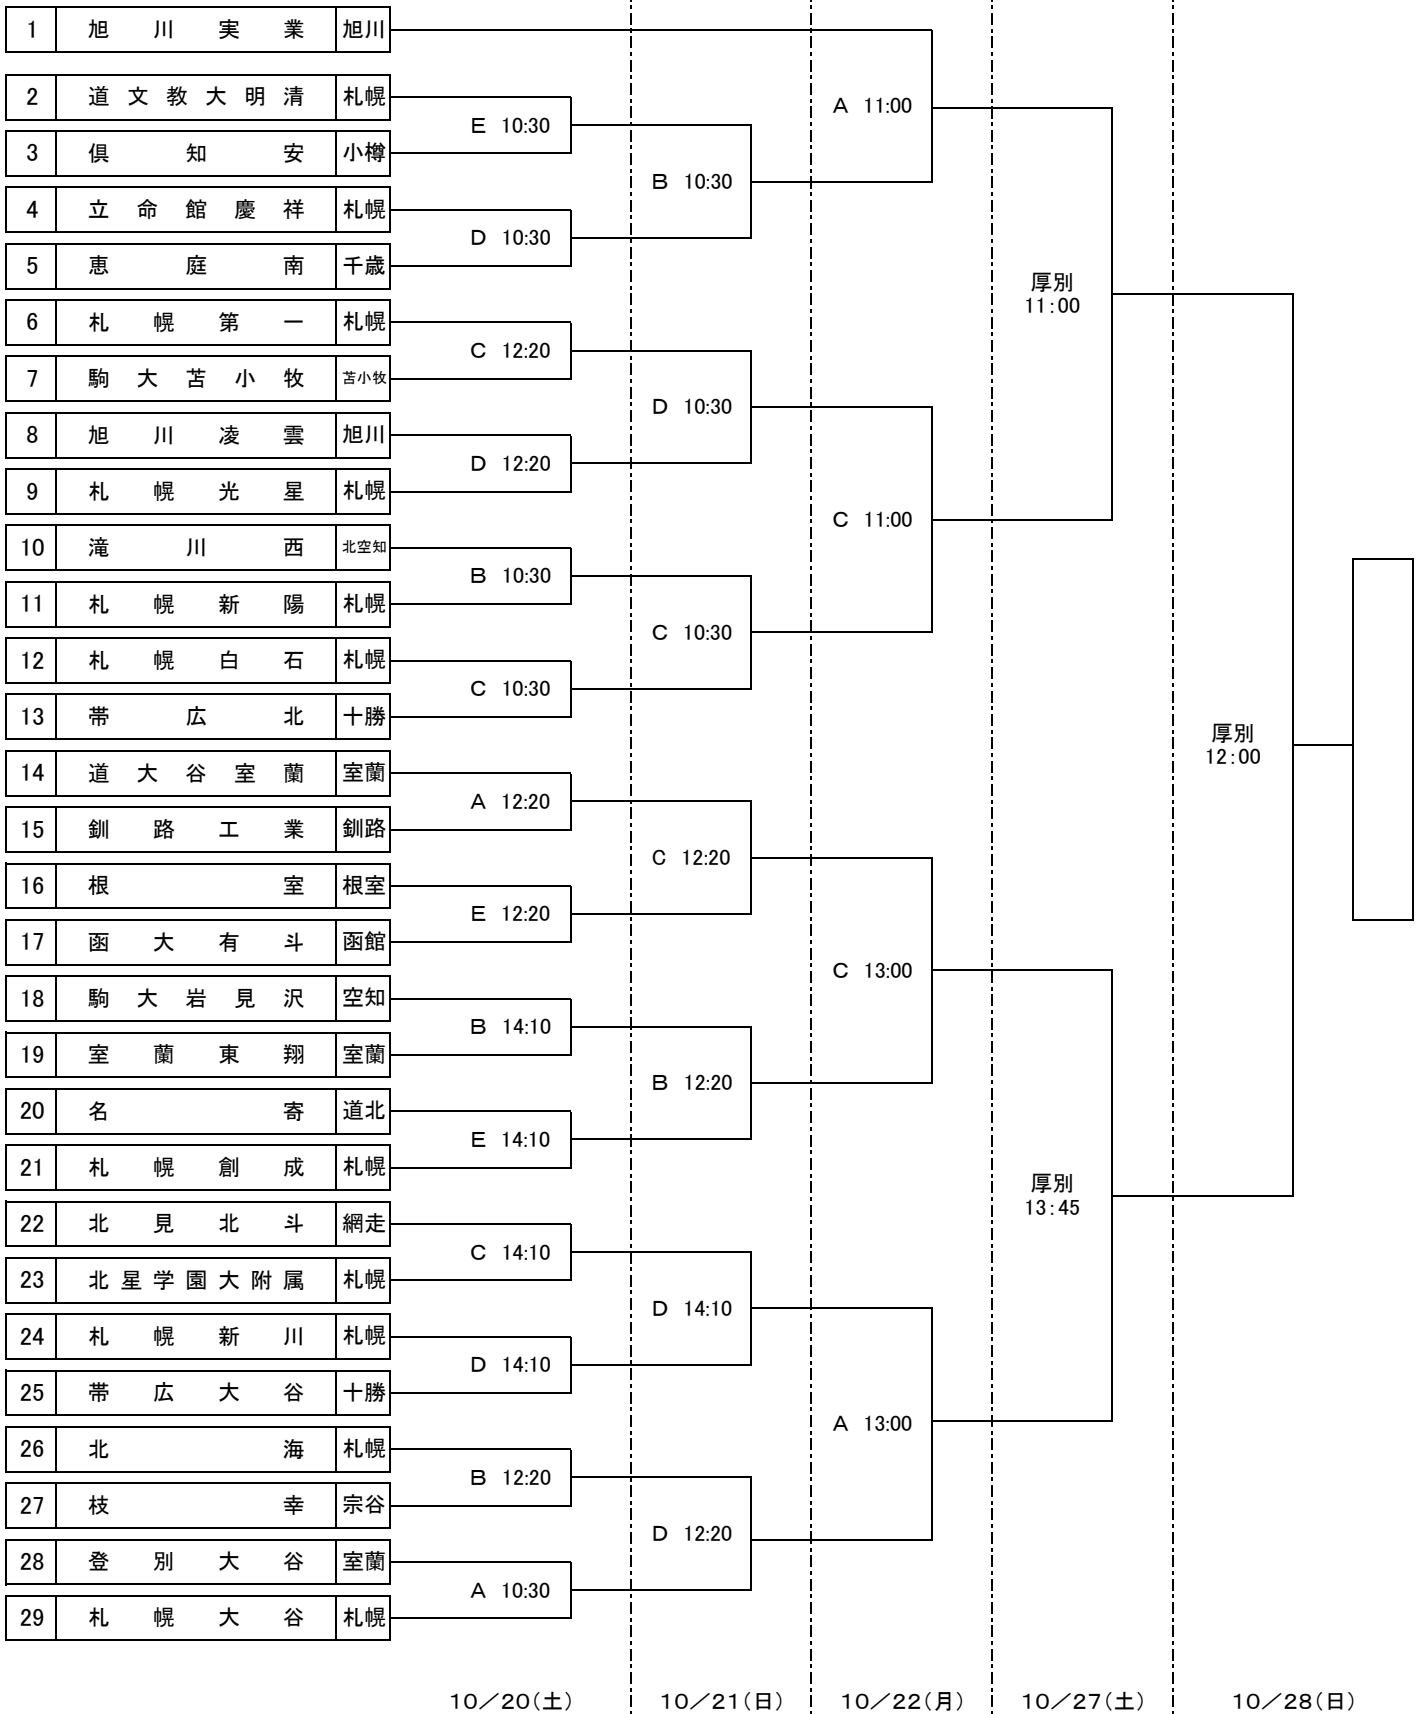 1 旭川実業 旭川
2 道文教大明清 札幌
3 倶知安 小樽
4 立命館慶祥 札幌
5 恵庭南 千歳
6 札幌第一 札幌
7 駒大苫小牧 苫小牧
8 旭川凌雲 旭川
9 札幌光星 札幌
10 滝川西 北空知
11 札幌新陽 札幌
12 札幌白石 札幌
13 帯広北 十勝
14 道大谷室蘭 室蘭
15 釧路工業 釧路
16 根室 根室
17 函大有斗 函館
18 駒大岩見沢 空知
19 室蘭東翔 室蘭
20 名寄 道北
21 札幌創成 札幌
22 北見北斗 網走
23 北星学園大附属 札幌
24 札幌新川 札幌
25 帯広大谷 十勝
26 北海 札幌
27 枝幸 宗谷
28 登別大谷 室蘭
29 札幌大谷 札幌
E 10:30
D 10:30
C 12:20
D 12:20
B 10:30
C 10:30
A 12:20
E 12:20
B 14:10
E 14:10
C 14:10
D 14:10
B 12:20
A 10:30
B 10:30
D 10:30
C 10:30
C 12:20
B 12:20
D 14:10
D 12:20
A 11:00
C 11:00
C 13:00
A 13:00
厚別
11:00
厚別
13:45
厚別
12:00
10／20(土) 10／21(日) 10／22(月) 10／27(土) 10／28(日)